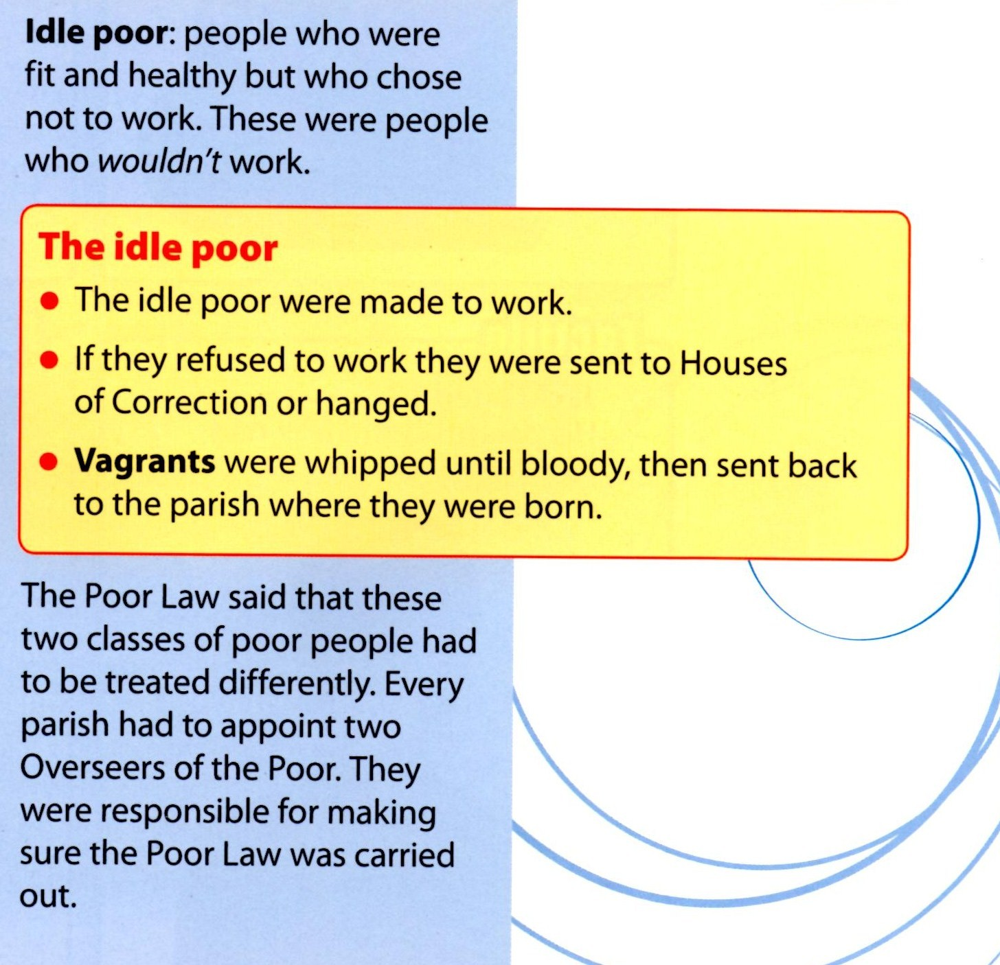 Idle poor: people who were
fit and healthy but who chose
not to work. These were people
who wouldn't work.
The idle poor
● The idle poor were made to work.
● If they refused to work they were sent to Houses
of Correction or hanged.
● Vagrants were whipped until bloody, then sent back
to the parish where they were born.
The Poor Law said that these
two classes of poor people had
to be treated differently. Every
parish had to appoint two
Overseers of the Poor. They
were responsible for making
sure the Poor Law was carried
out.